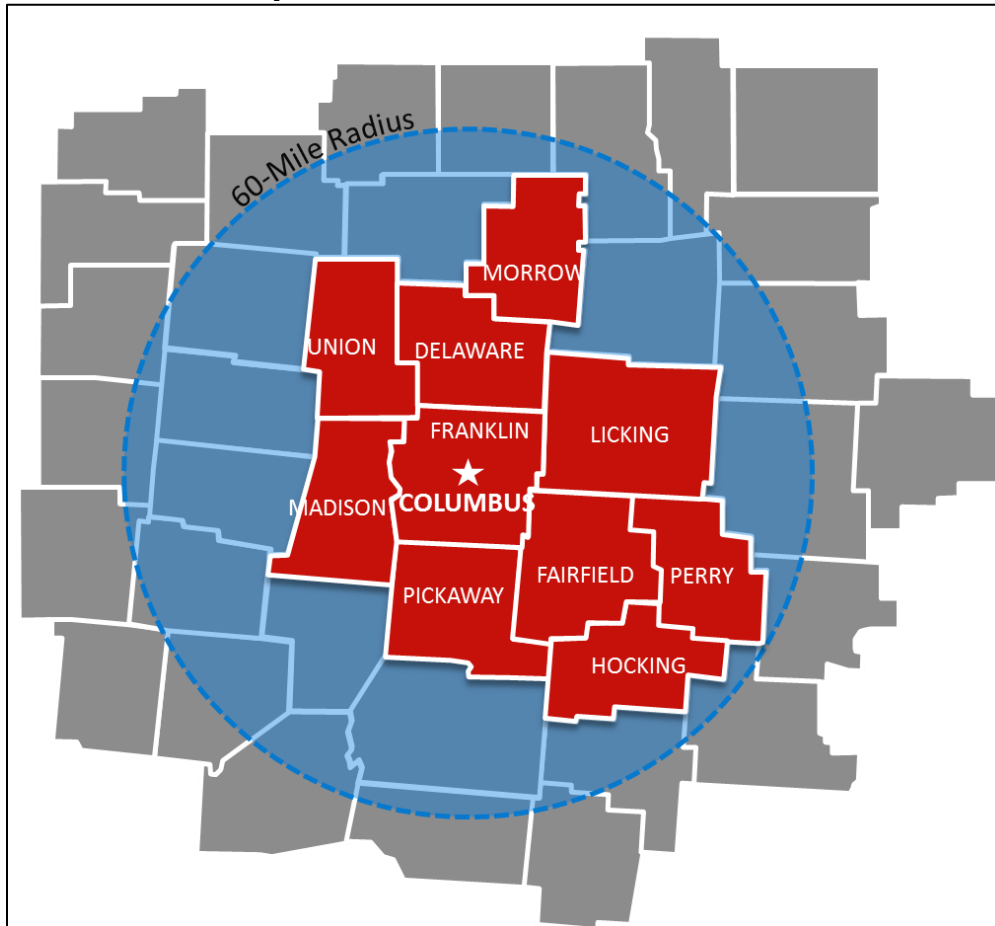 60-Mile Radius
MORROW
UNION
DELAWARE
FRANKLIN
LICKING
COLUMBUS
MADISON
FAIRFIELD
PERRY
PICKAWAY
HOCKING